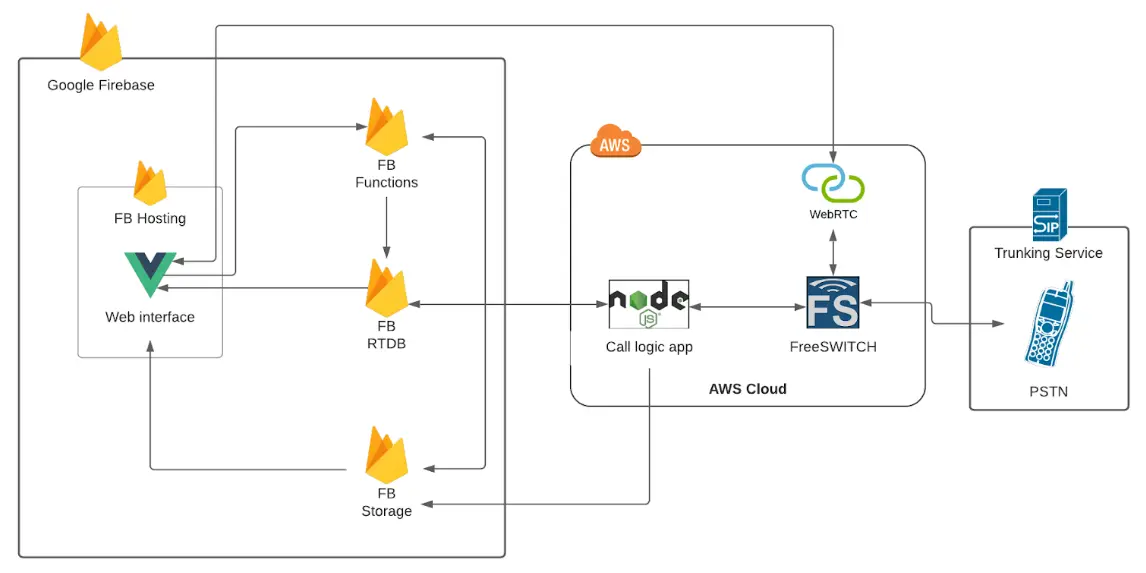 Google Firebase
FB
Functions
FB Hosting
Web interface
FB
RTDB
FB
Storage
AWS
WebRTC
node
JS
Call logic app
FS
FreeSWITCH
AWS Cloud
SIP
Trunking Service
PSTN